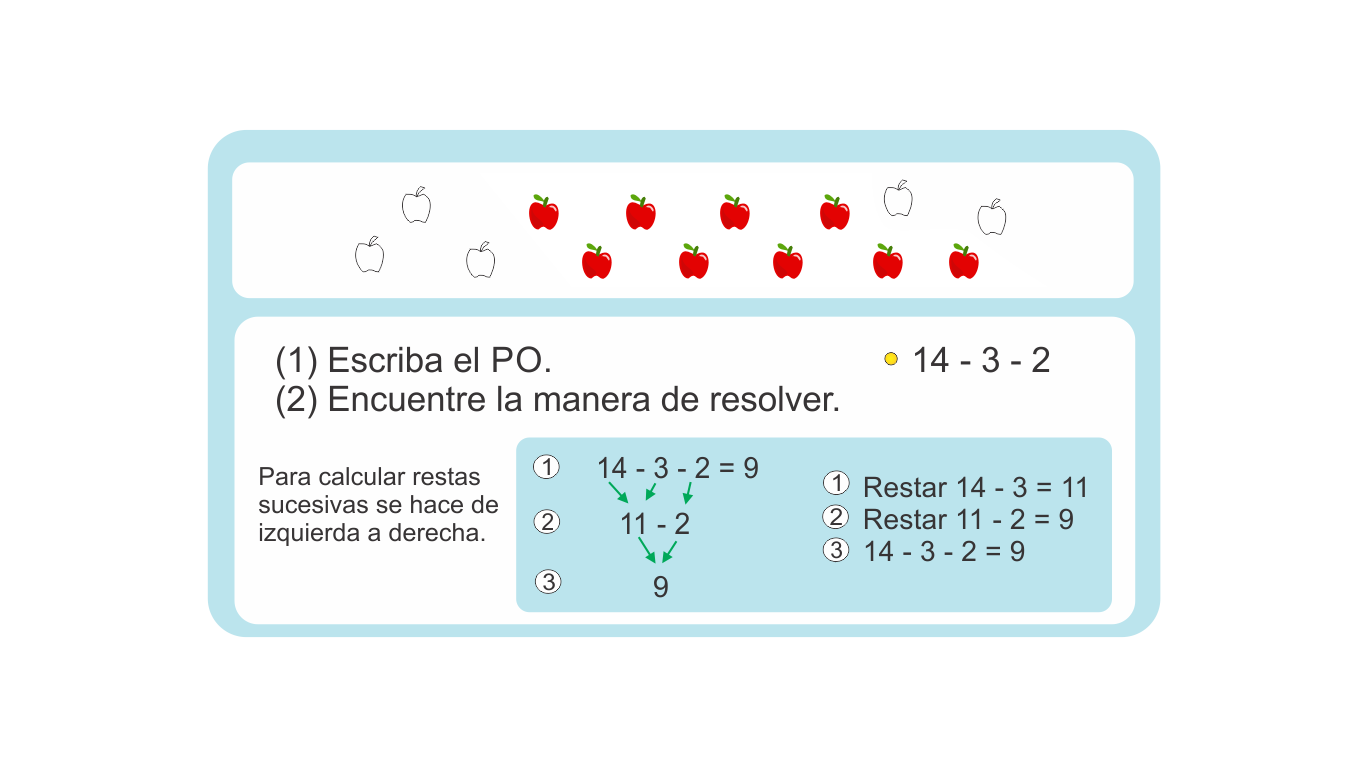 (1) Escriba el PO.
14 - 3 - 2
(2) Encuentre la manera de resolver.
Para calcular restas
sucesivas se hace de
izquierda a derecha.
1 14 - 3 - 2 = 9
2 11 - 2
3 9
1 Restar 14 - 3 = 11
2 Restar 11 - 2 = 9
3 14 - 3 - 2 = 9